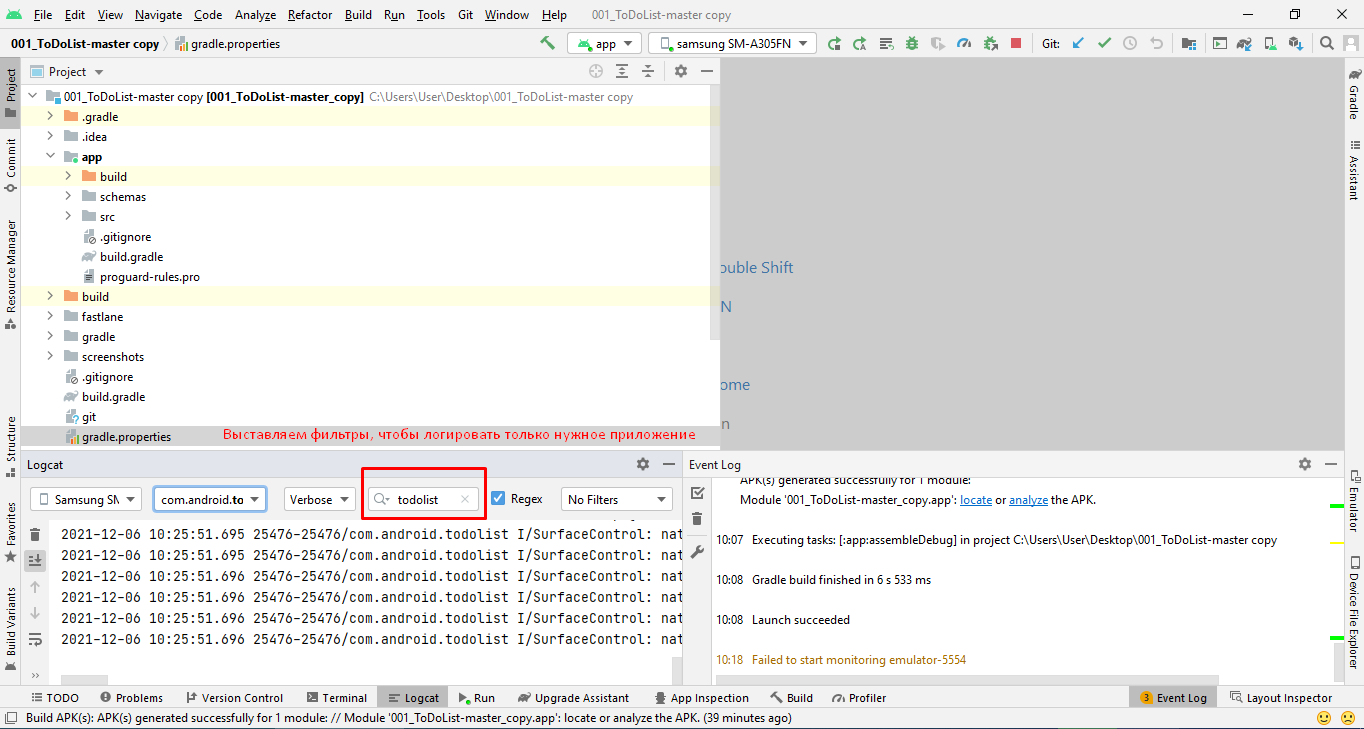 File Edit View Navigate Code Analyze Refactor Build Run Tools Git Window Help 001_ToDoList-master copy
001_ToDoList-master copy gradle.properties app samsung SM-A305FN Git:
Project
Project
001_ToDoList-master copy [001_ToDoList-master_copy] C:\Users\User\Desktop\001_ToDoList-master copy
.gradle
.idea
app
build
schemas
src
.gitignore
build.gradle
proguard-rules.pro
build
fastlane
gradle
screenshots
.gitignore
build.gradle
git
gradle.properties
Выставляем фильтры, чтобы логировать только нужное приложение
Commit
Resource Manager
Structure
Favorites
Build Variants
ouble Shift
N
ome
n
Gradle
Assistant
Emulator
Device File Explorer
Logcat
Samsung SM com.android.to Verbose todolist Regex No Filters
2021-12-06 10:25:51.695 25476-25476/com.android.todolist I/SurfaceControl: nat
2021-12-06 10:25:51.695 25476-25476/com.android.todolist I/SurfaceControl: nat
2021-12-06 10:25:51.696 25476-25476/com.android.todolist I/SurfaceControl: nat
2021-12-06 10:25:51.696 25476-25476/com.android.todolist I/SurfaceControl: nat
2021-12-06 10:25:51.696 25476-25476/com.android.todolist I/SurfaceControl: nat
2021-12-06 10:25:51.696 25476-25476/com.android.todolist I/SurfaceControl: nat
Event Log
APK(s) generated successfully for 1 module:
Module '001_ToDoList-master_copy.app': locate or analyze the APK.
10:07 Executing tasks: [:app:assembleDebug] in project C:\Users\User\Desktop\001_ToDoList-master copy
10:08 Gradle build finished in 6 s 533 ms
10:08 Launch succeeded
10:18 Failed to start monitoring emulator-5554
TODO Problems Version Control Terminal Logcat Run Upgrade Assistant App Inspection Build Profiler 3 Event Log Layout Inspector
Build APK(s): APK(s) generated successfully for 1 module: // Module '001_ToDoList-master_copy.app': locate or analyze the APK. (39 minutes ago)